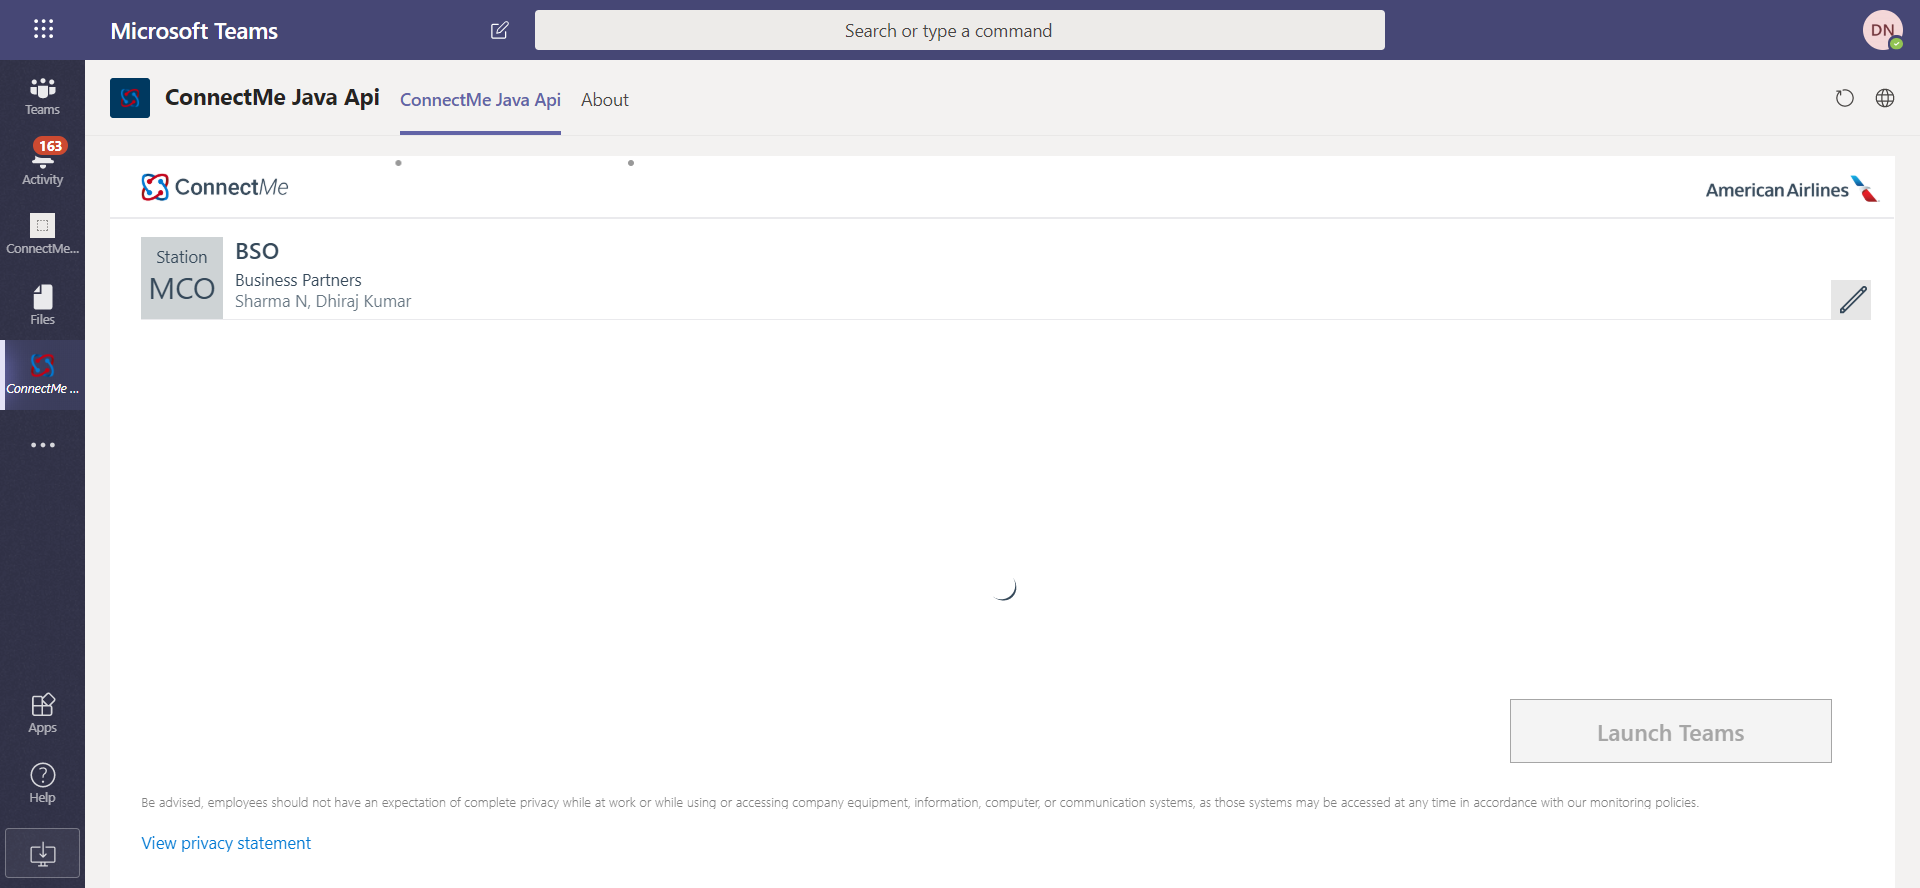 Microsoft Teams
Search or type a command
DN
Teams
163
Activity
ConnectMe...
Files
ConnectMe ...
Apps
Help
ConnectMe Java Api
ConnectMe Java Api
About
ConnectMe
American Airlines
Station
MCO
BSO
Business Partners
Sharma N, Dhiraj Kumar
Launch Teams
Be advised, employees should not have an expectation of complete privacy while at work or while using or accessing company equipment, information, computer, or communication systems, as those systems may be accessed at any time in accordance with our monitoring policies.
View privacy statement